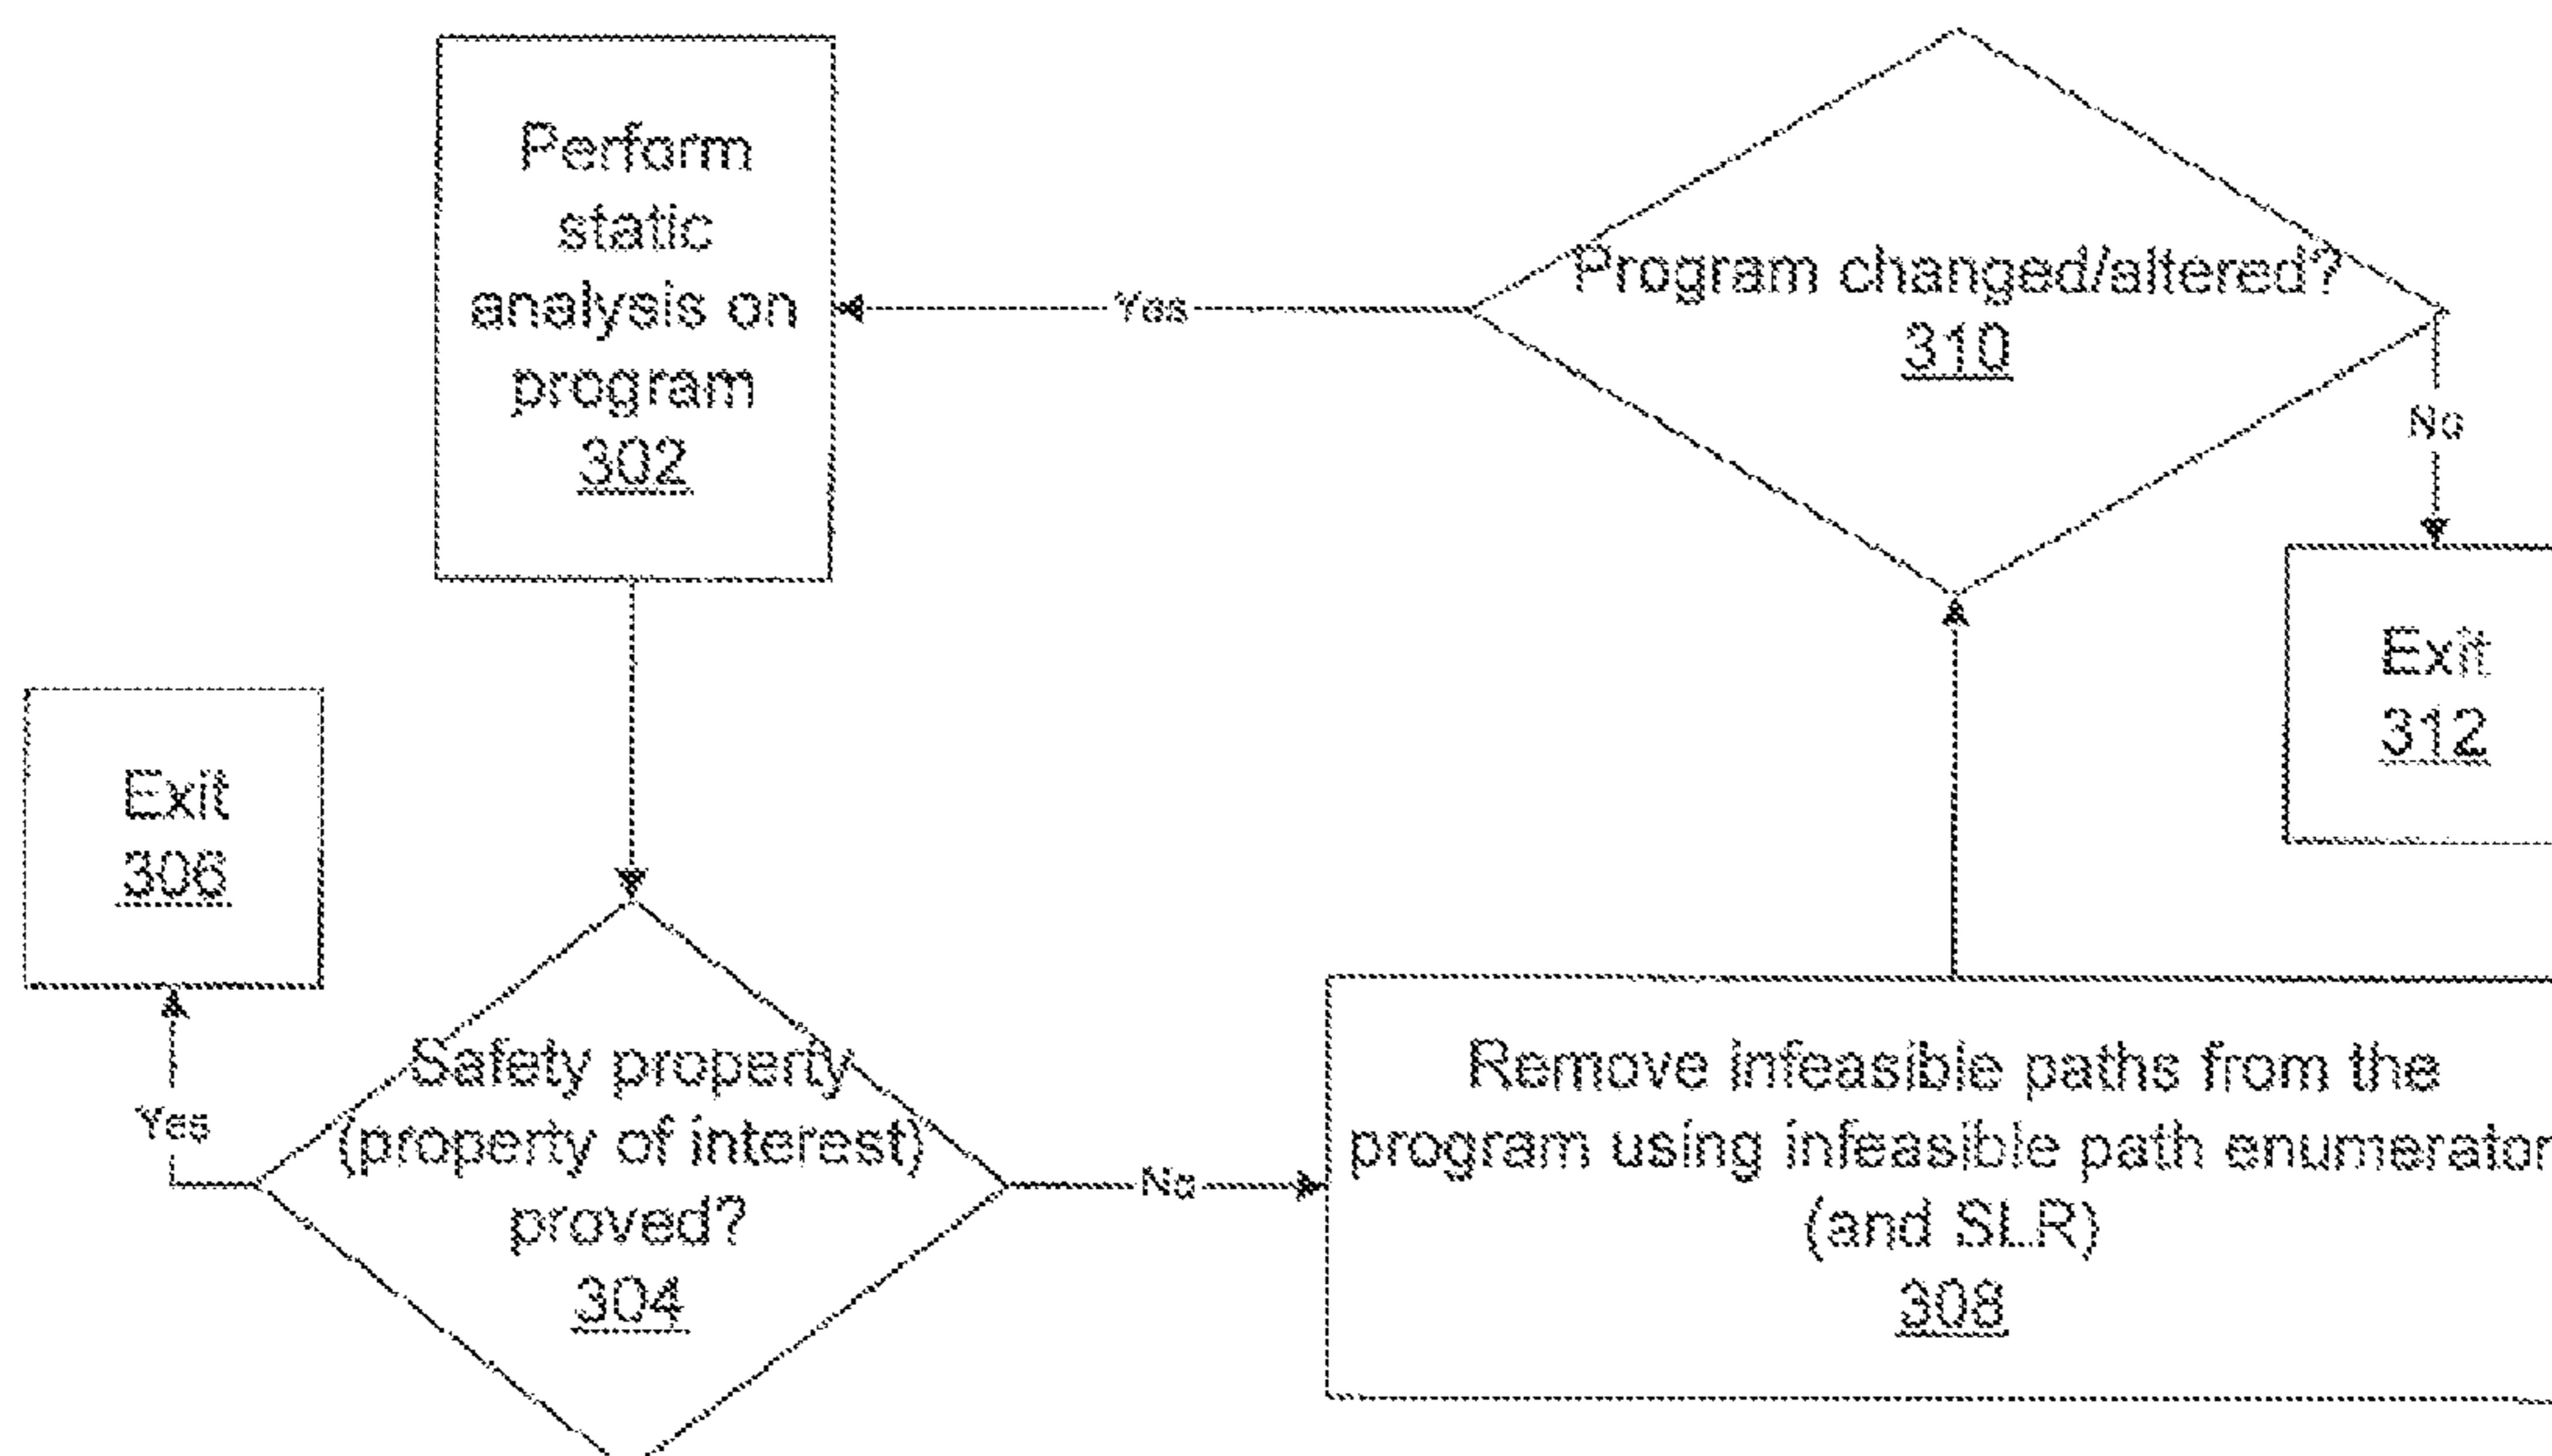 Perform
static
analysis on
program
302
Yes
Program changed/altered?
310
No
Exit
312
Exit
306
Yes
Safety property
(property of interest)
proved?
304
No
Remove infeasible paths from the
program using infeasible path enumerator
(and SLR)
308